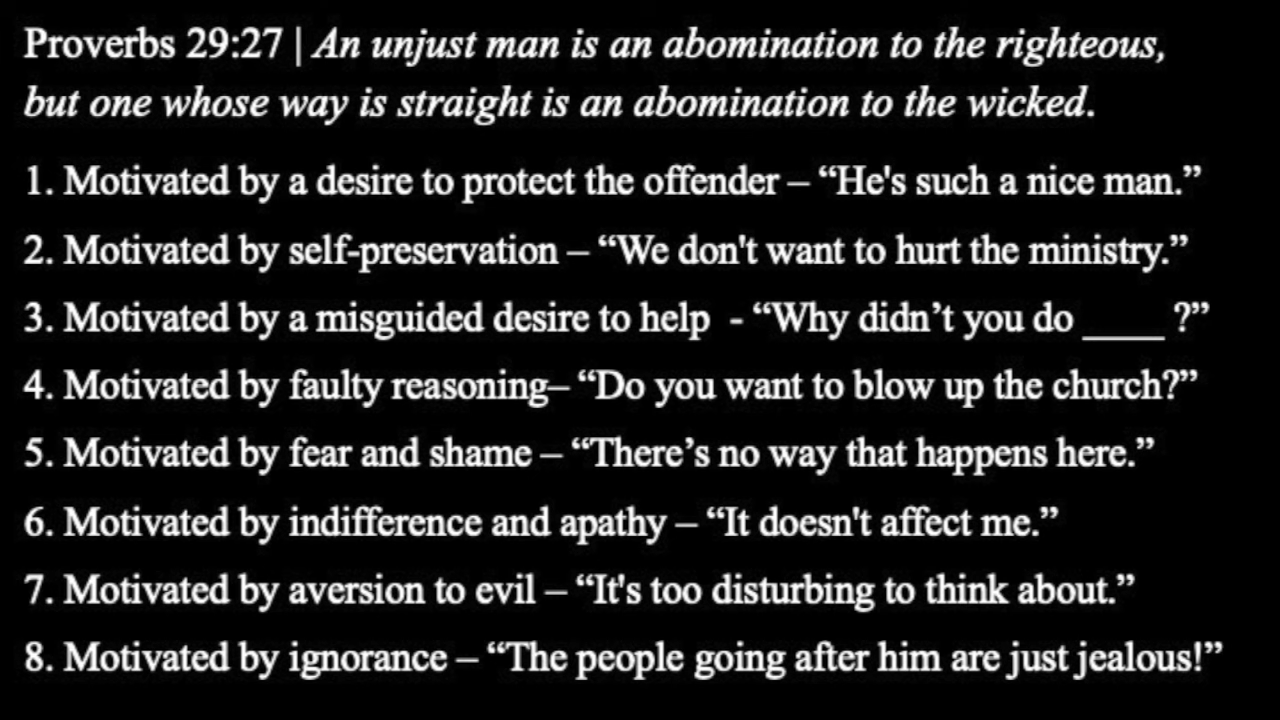 Proverbs 29:27 | An unjust man is an abomination to the righteous,
but one whose way is straight is an abomination to the wicked.
1. Motivated by a desire to protect the offender – “He's such a nice man.”
2. Motivated by self-preservation – “We don't want to hurt the ministry.”
3. Motivated by a misguided desire to help  - “Why didn’t you do ____ ?”
4. Motivated by faulty reasoning– “Do you want to blow up the church?”
5. Motivated by fear and shame – “There’s no way that happens here.”
6. Motivated by indifference and apathy – “It doesn't affect me.”
7. Motivated by aversion to evil – “It's too disturbing to think about.”
8. Motivated by ignorance – “The people going after him are just jealous!”